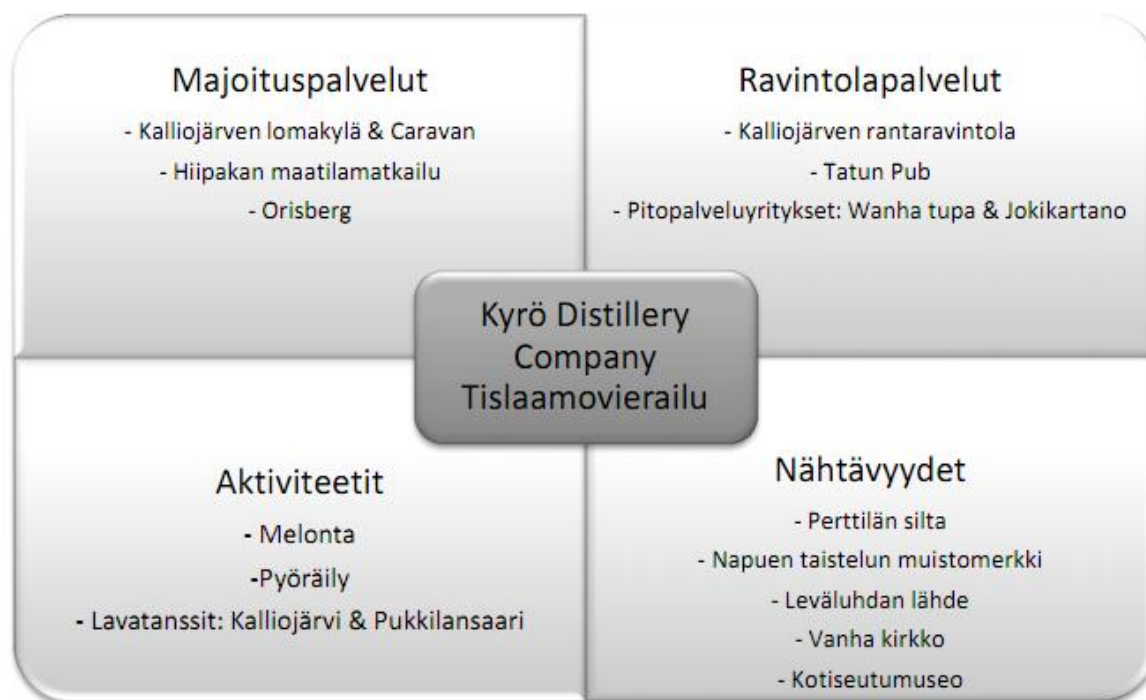 Majoituspalvelut
- Kalliojärven lomakylä & Caravan
- Hiipakan maatilamatkailu
- Orisberg
Ravintolapalvelut
- Kalliojärven rantaravintola
- Tatun Pub
- Pitopalveluyritykset: Wanha tupa & Jokikartano
Kyrö Distillery
Company
Tislaamovierailu
Aktiviteetit
- Melonta
-Pyöräily
- Lavatanssit: Kalliojärvi & Pukkilansaari
Nähtävyydet
- Perttilän silta
- Napuen taistelun muistomerkki
- Leväluhdan lähde
- Vanha kirkko
- Kotiseutumuseo